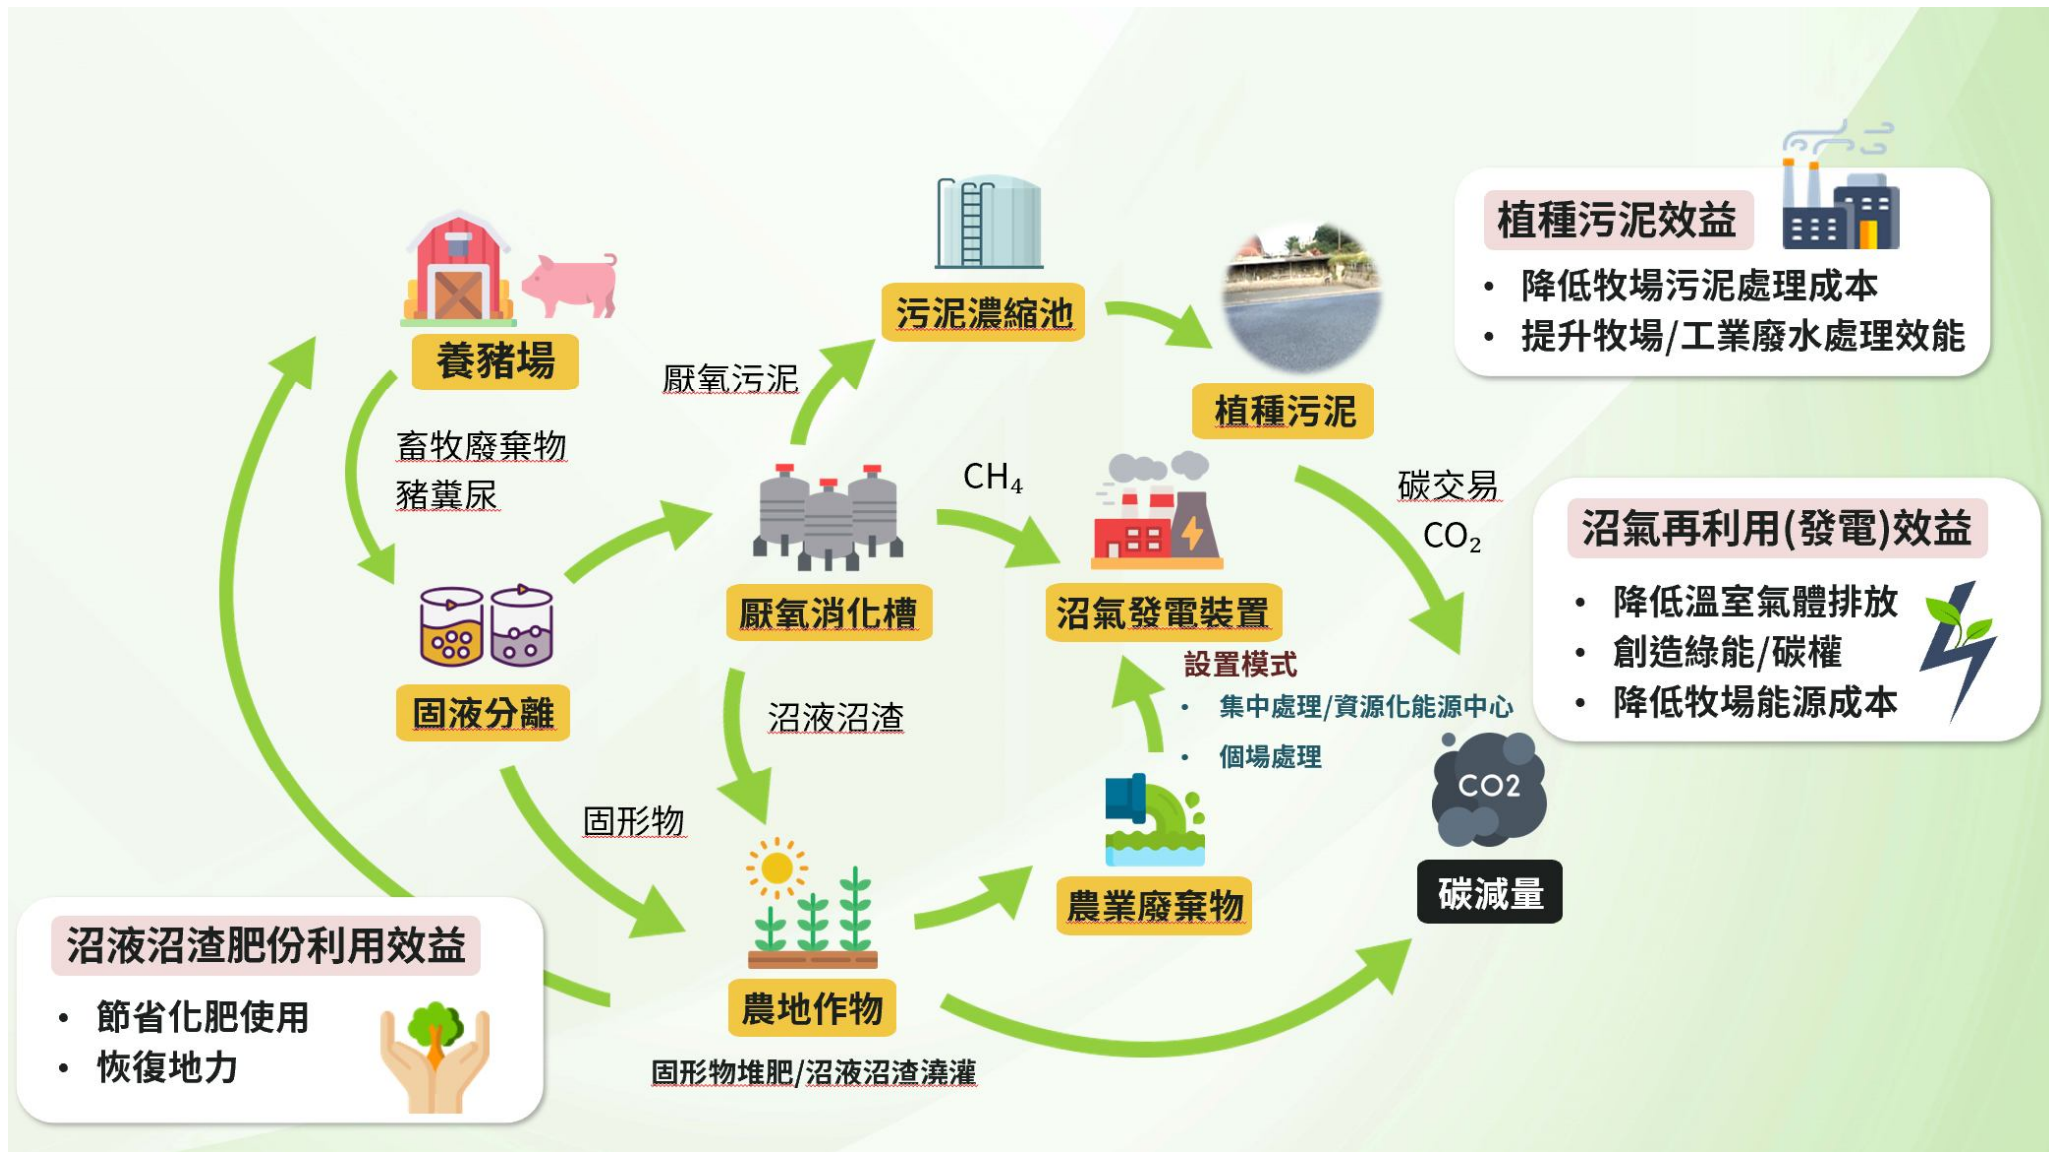 養豬場
畜牧廢棄物
豬糞尿
固液分離
厭氧污泥
污泥濃縮池
植種污泥
厭氧消化槽
CH₄
沼氣發電裝置
設置模式
• 集中處理/資源化能源中心
• 個場處理
沼液沼渣
固形物
農地作物
固形物堆肥/沼液沼渣澆灌
農業廢棄物
碳交易
CO₂
CO2
碳減量
植種污泥效益
• 降低牧場污泥處理成本
• 提升牧場/工業廢水處理效能
沼氣再利用(發電)效益
• 降低溫室氣體排放
• 創造綠能/碳權
• 降低牧場能源成本
沼液沼渣肥份利用效益
• 節省化肥使用
• 恢復地力